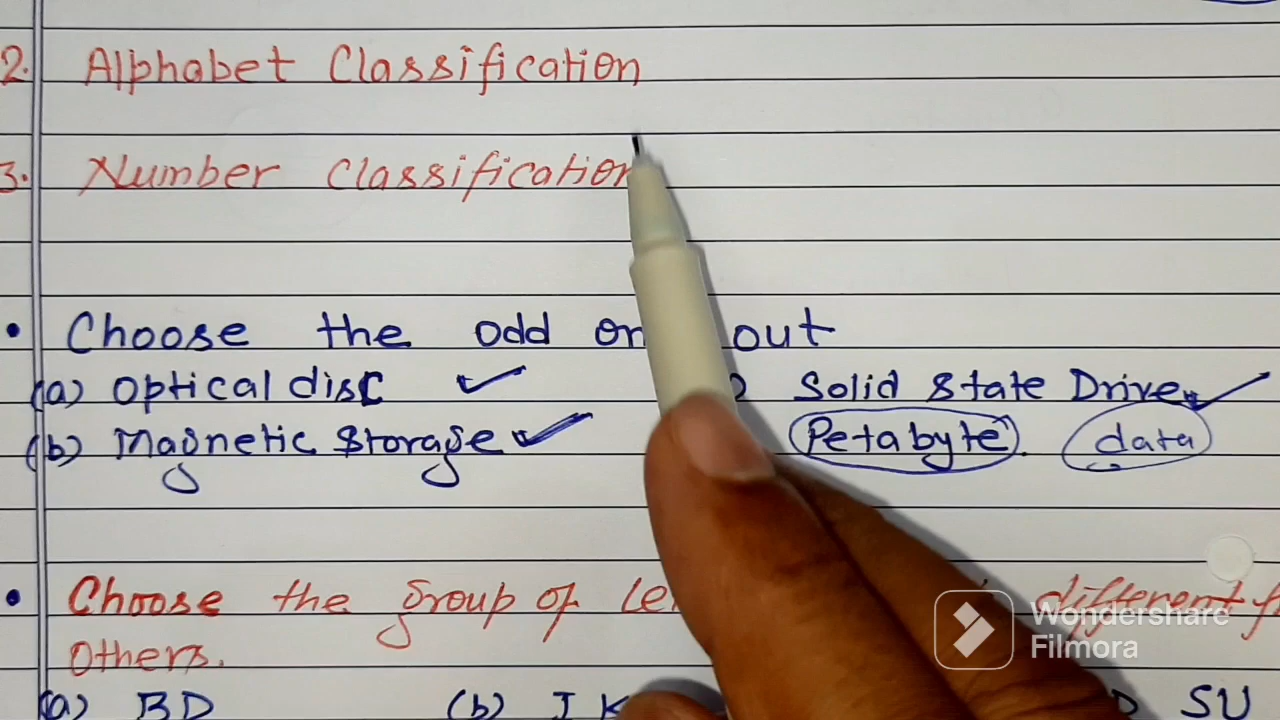 2. Alphabet Classification
3. Number Classification
• Choose the odd on out
(a) Optical disc ✓ Solid State Drive ✓
(b) Magnetic Storage ✓ Petabyte. data
• Choose the group of different
Others.
(a) BD (b) SU
Wondershare
Filmora